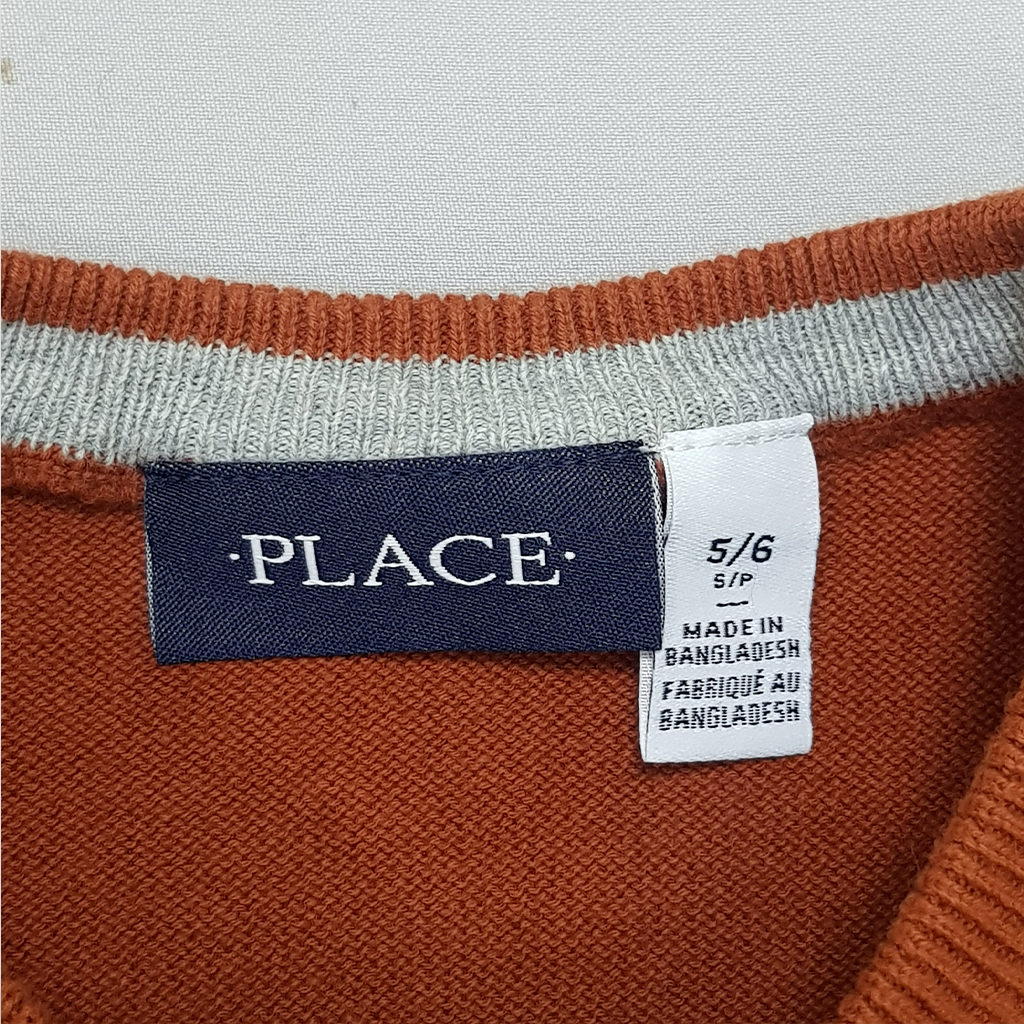 ·PLACE·
5/6
S/P
—
MADE IN
BANGLADESH
FABRIQUÉ AU
BANGLADESH